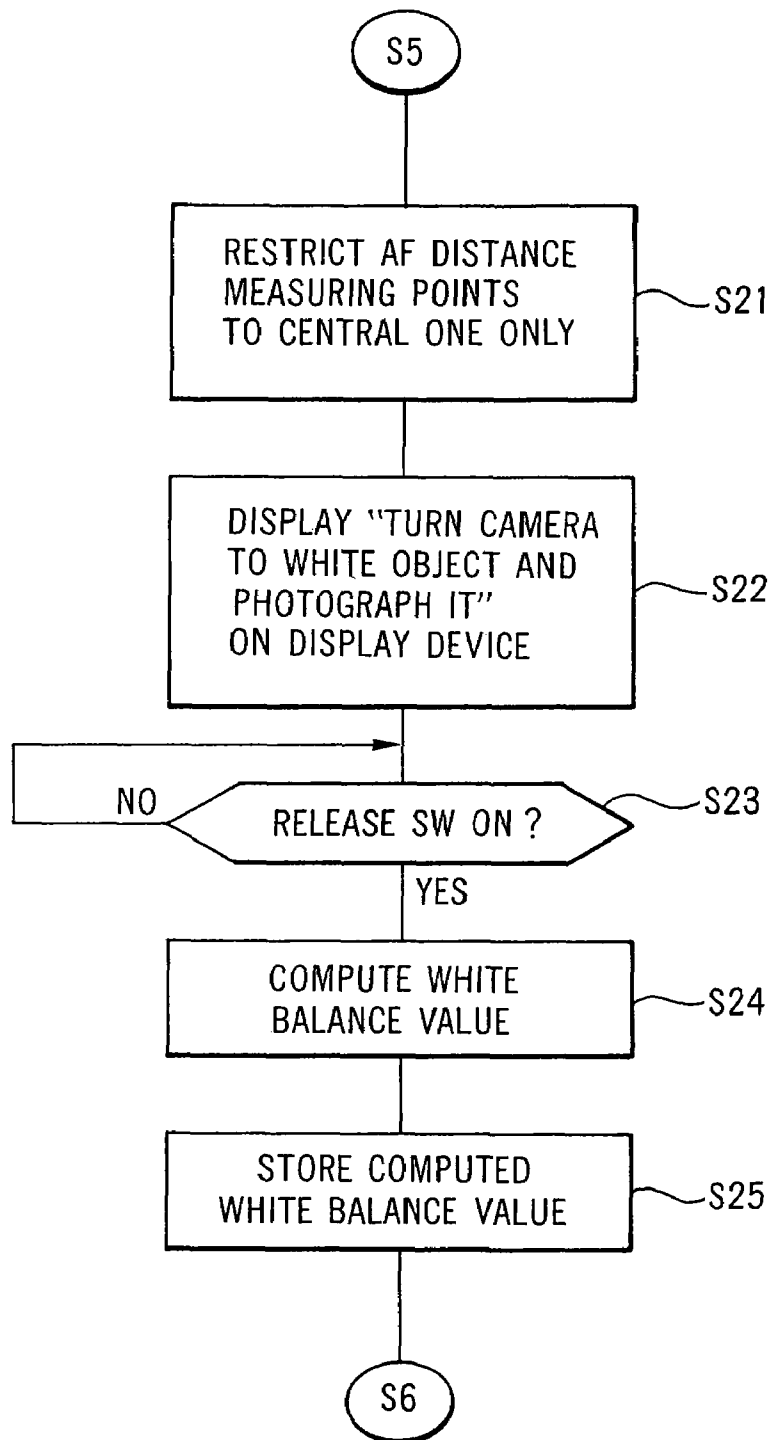 S5
RESTRICT AF DISTANCE
MEASURING POINTS
TO CENTRAL ONE ONLY
S21
DISPLAY "TURN CAMERA
TO WHITE OBJECT AND
PHOTOGRAPH IT"
ON DISPLAY DEVICE
S22
NO
RELEASE SW ON ?
S23
YES
COMPUTE WHITE
BALANCE VALUE
S24
STORE COMPUTED
WHITE BALANCE VALUE
S25
S6